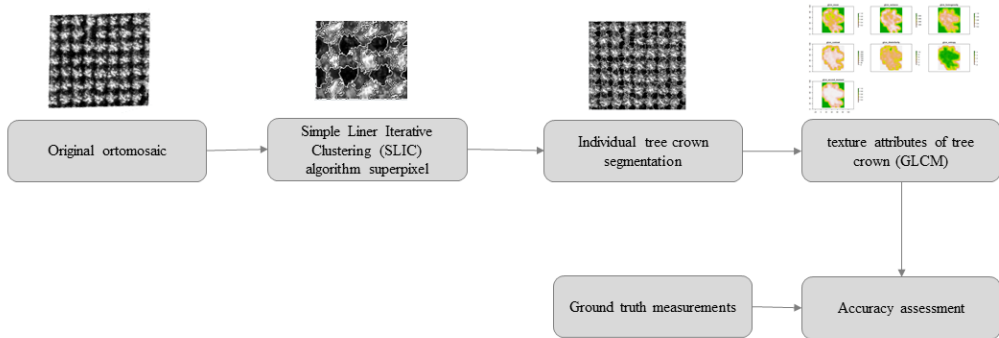 Original ortomosaic
Simple Liner Iterative
Clustering (SLIC)
algorithm superpixel
Individual tree crown
segmentation
texture attributes of tree
crown (GLCM)
Ground truth measurements
Accuracy assessment